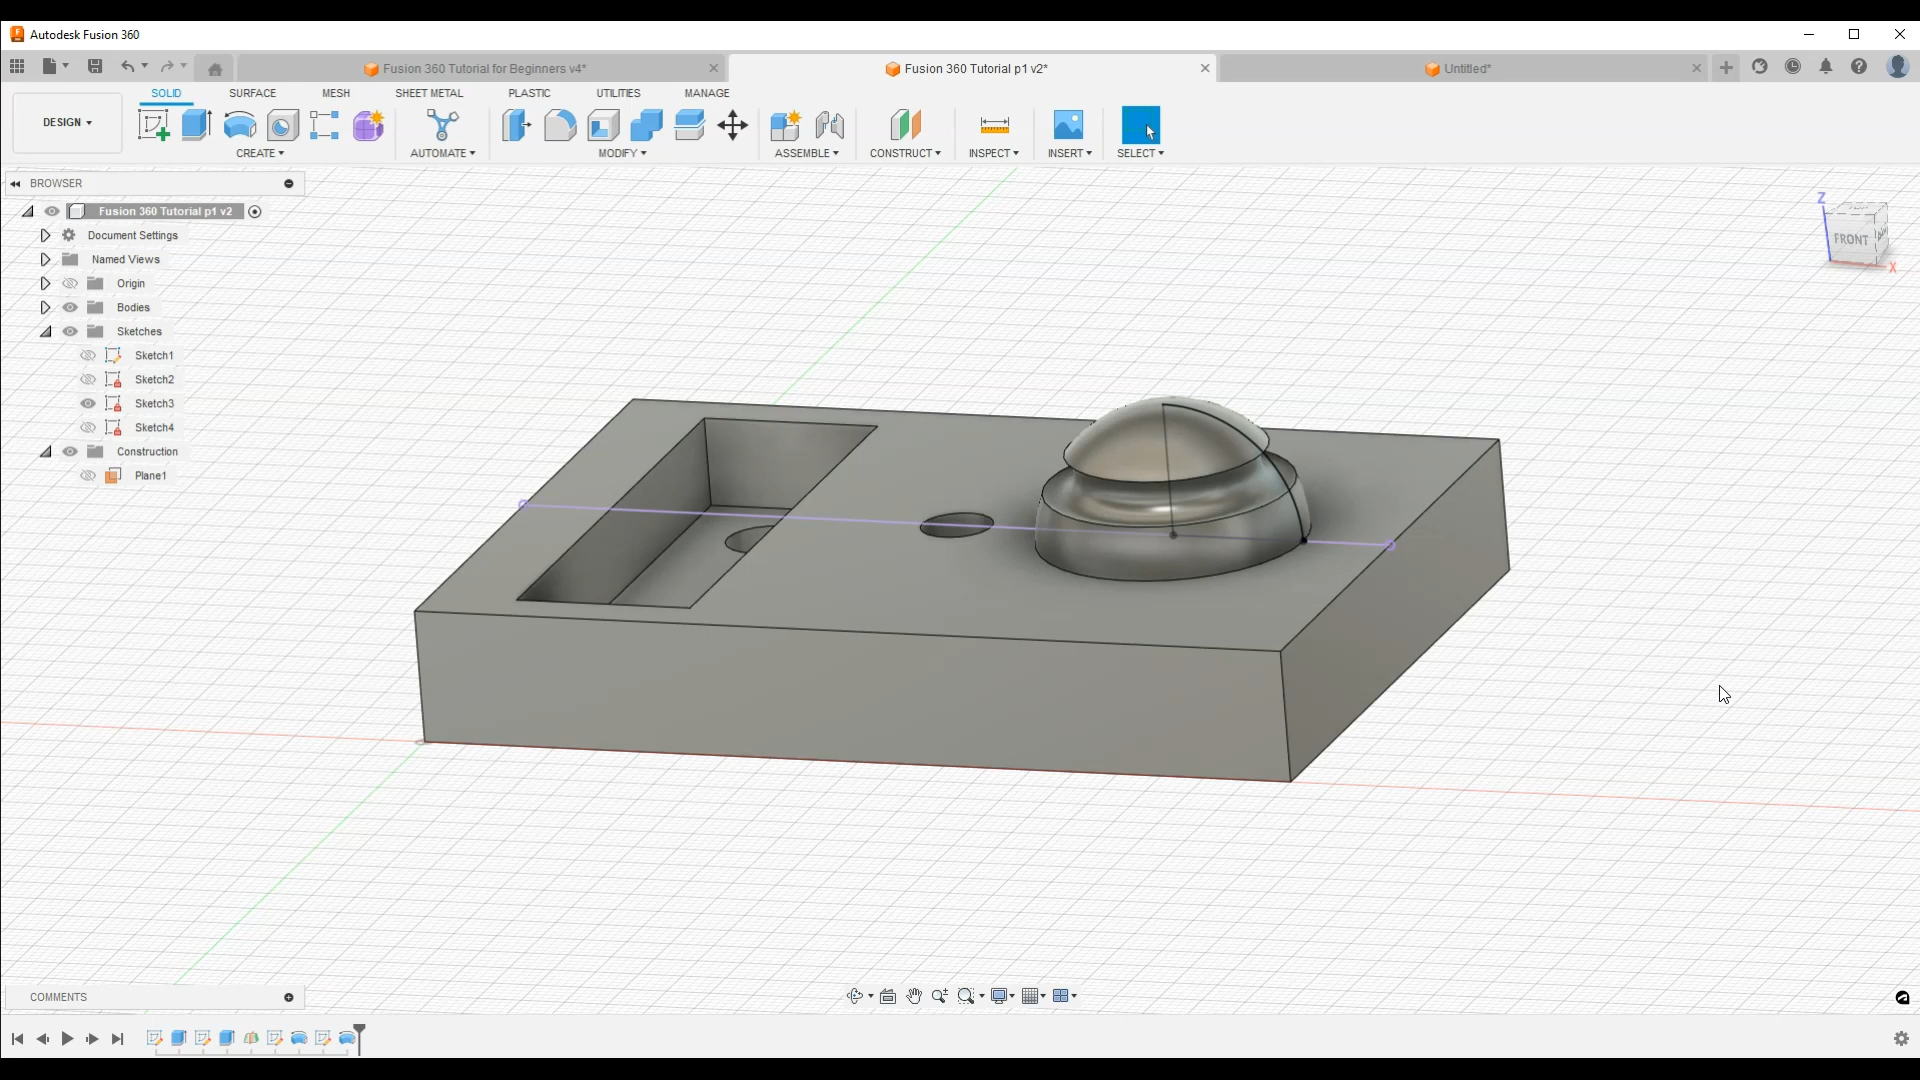 Autodesk Fusion 360
Fusion 360 Tutorial for Beginners v4*
Fusion 360 Tutorial p1 v2*
Untitled*
SOLID SURFACE MESH SHEET METAL PLASTIC UTILITIES MANAGE
DESIGN
CREATE AUTOMATE MODIFY ASSEMBLE CONSTRUCT INSPECT INSERT SELECT
BROWSER
Fusion 360 Tutorial p1 v2
Document Settings
Named Views
Origin
Bodies
Sketches
Sketch1
Sketch2
Sketch3
Sketch4
Construction
Plane1
Z
FRONT
X
COMMENTS